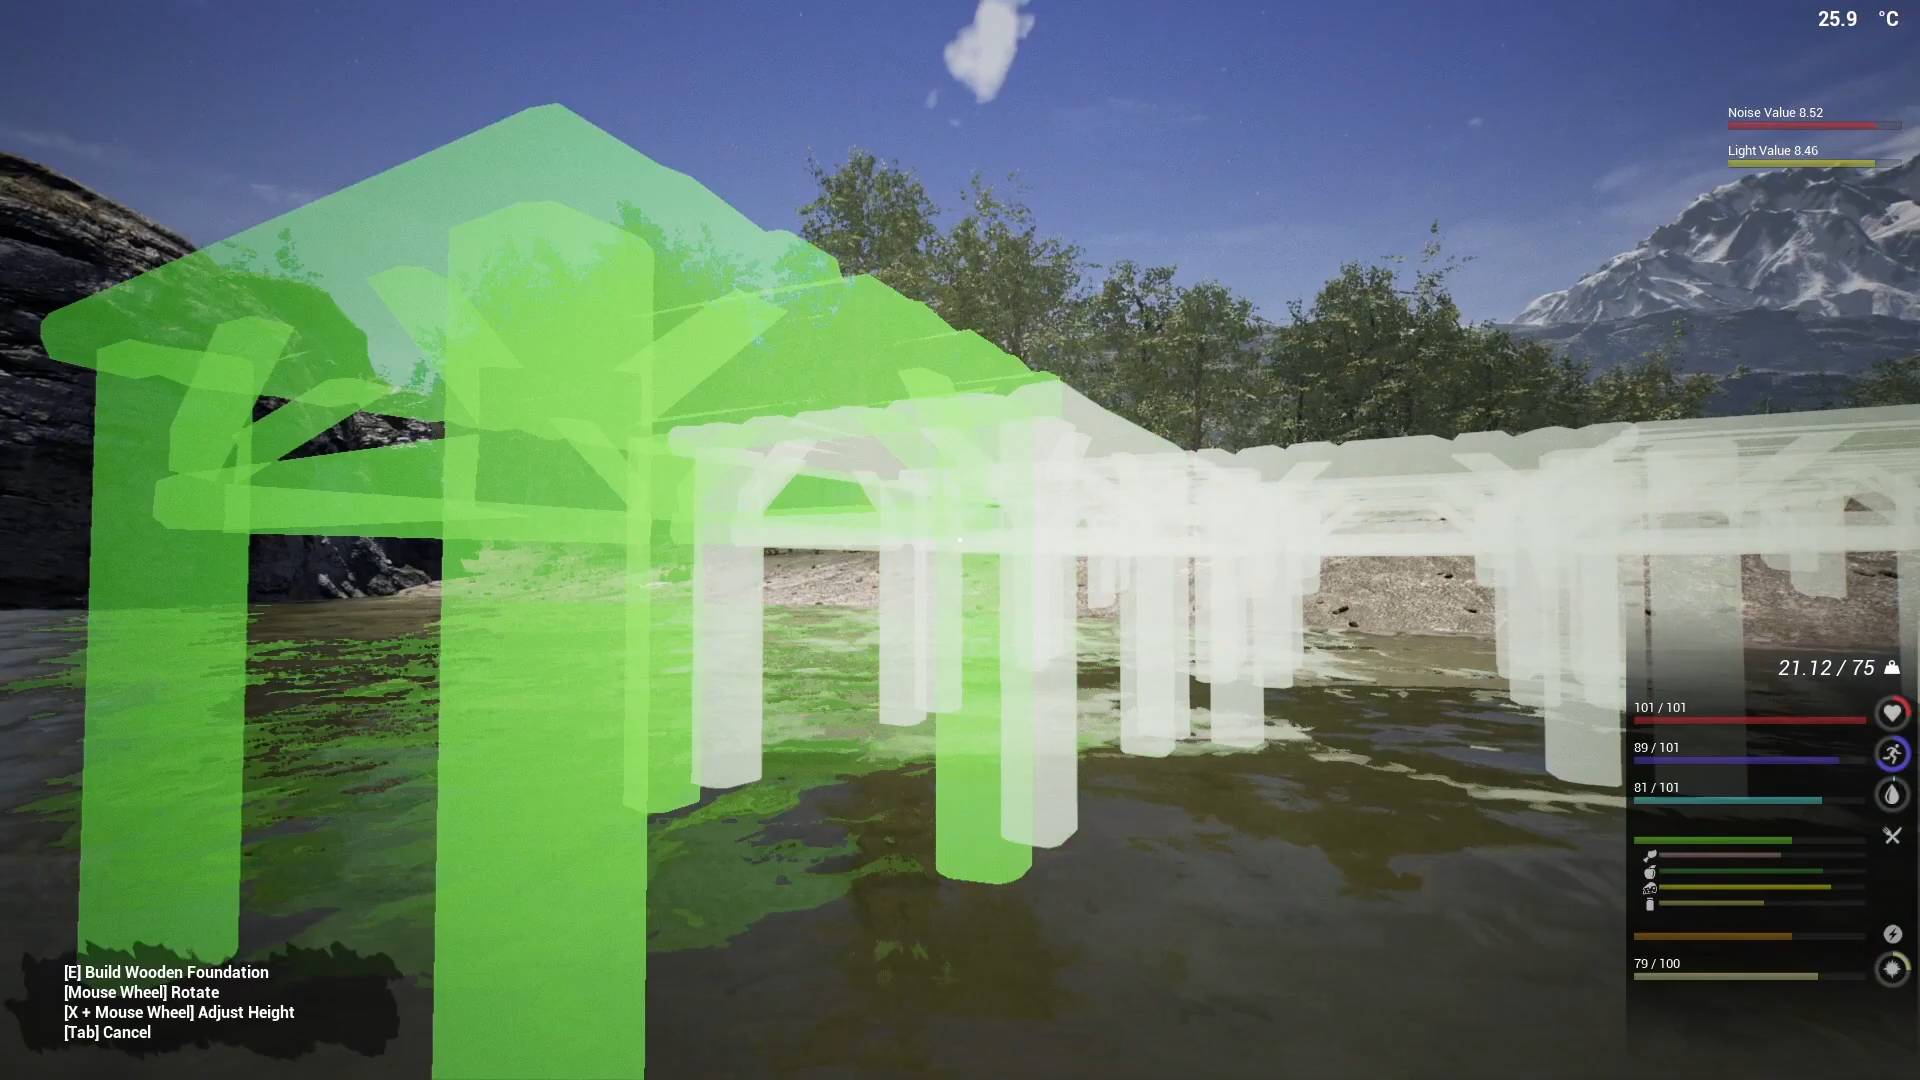 25.9 °C
Noise Value 8.52
Light Value 8.46
21.12 / 75
101 / 101
89 / 101
81 / 101
79 / 100
[E] Build Wooden Foundation
[Mouse Wheel] Rotate
[X + Mouse Wheel] Adjust Height
[Tab] Cancel